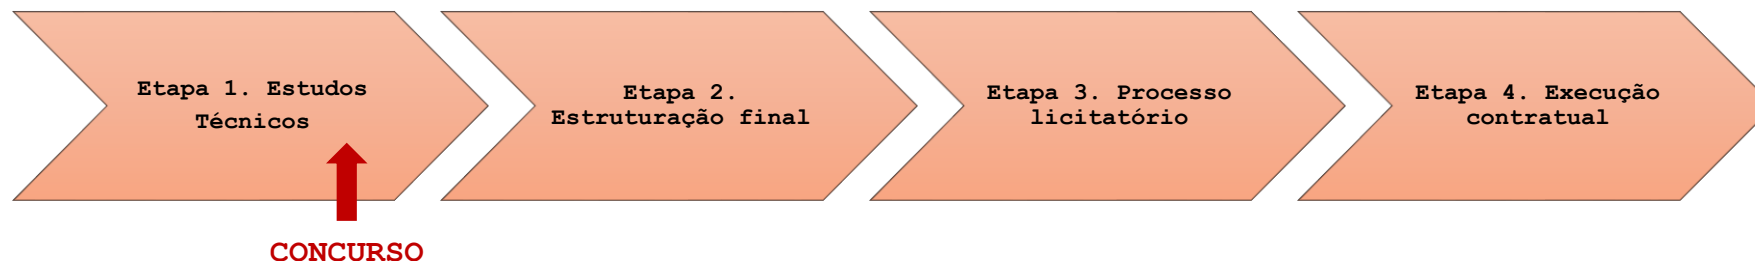 Etapa 1. Estudos
Técnicos
Etapa 2.
Estruturação final
Etapa 3. Processo
licitatório
Etapa 4. Execução
contratual
CONCURSO